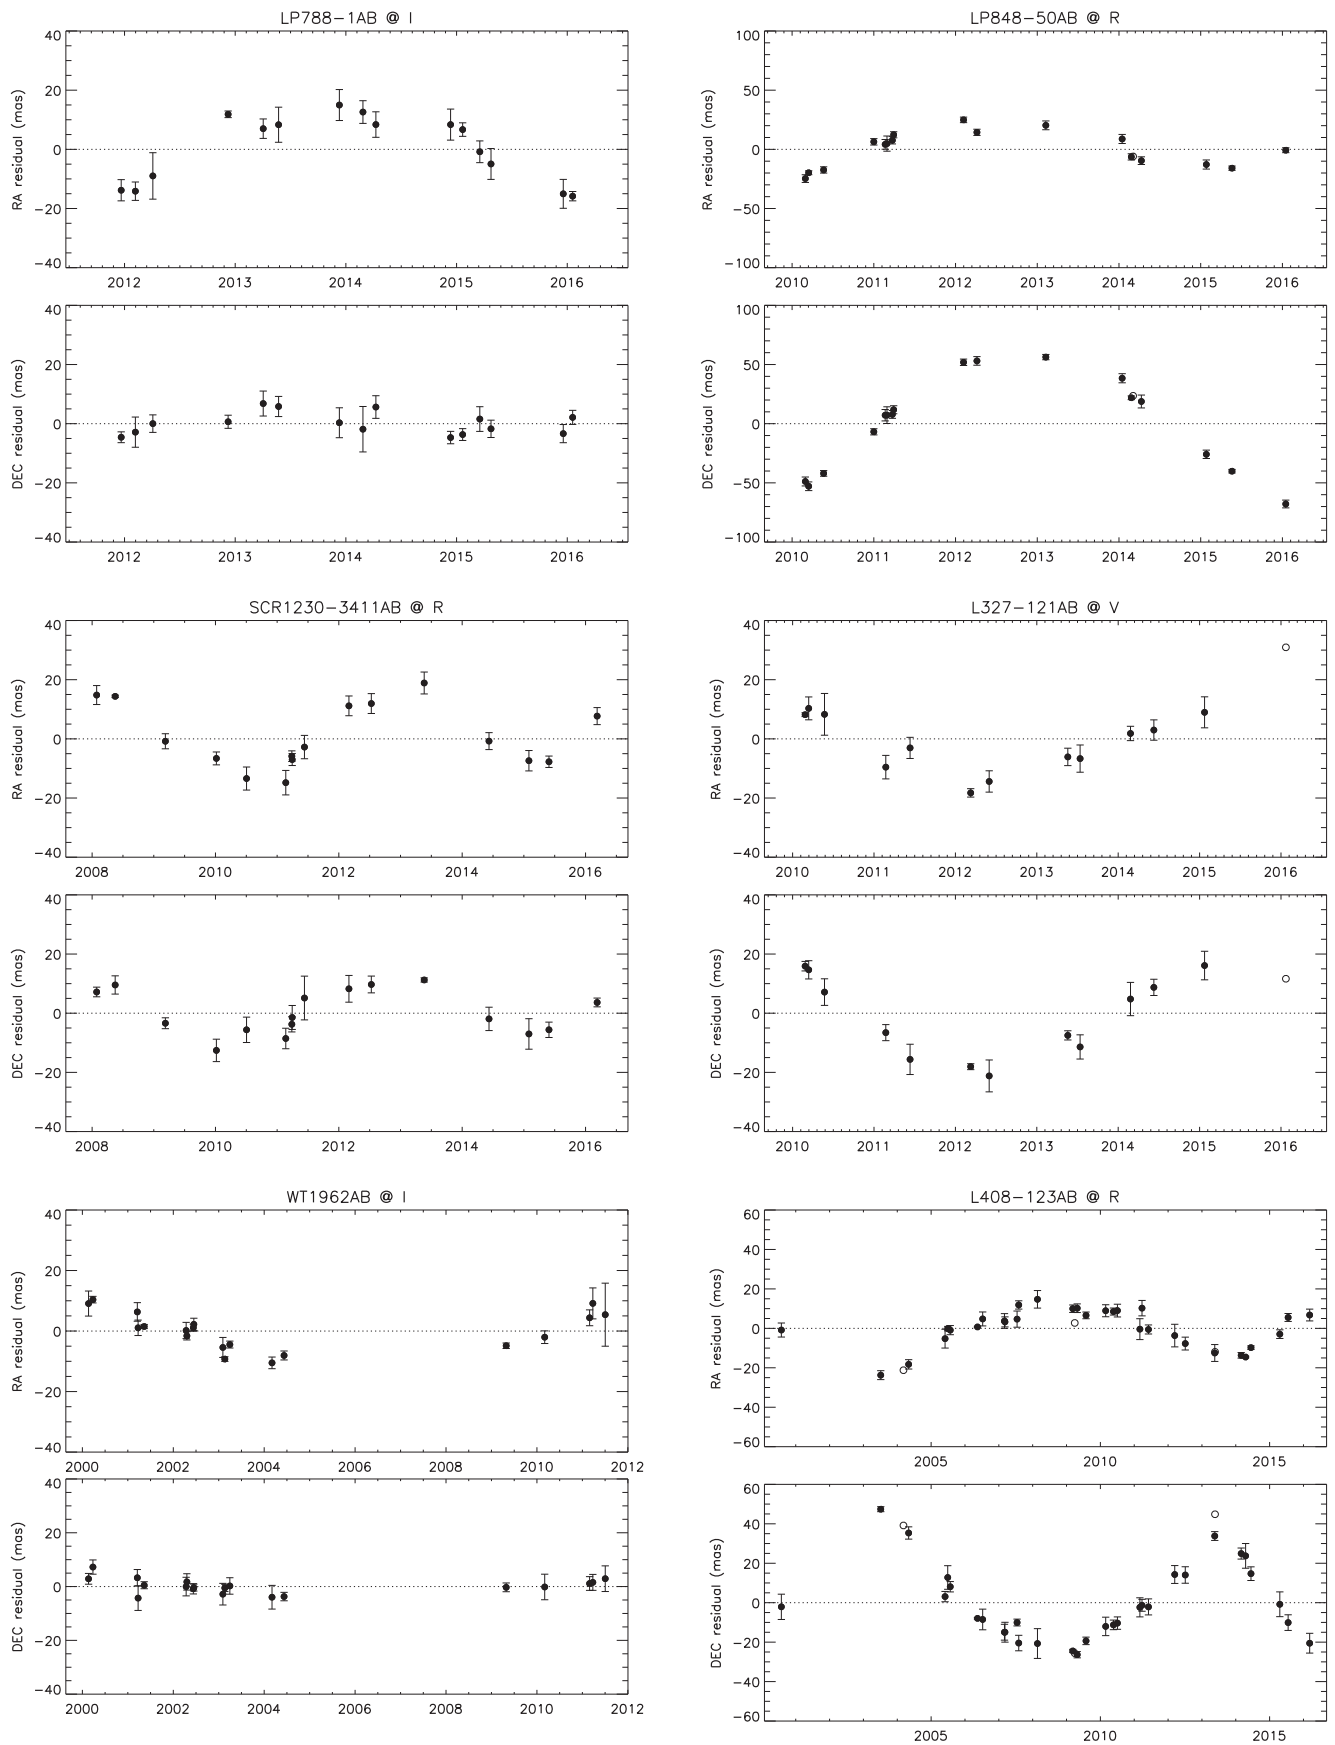 LP788−1AB @ I
RA residual (mas)
40
20
0
−20
−40
2012 2013 2014 2015 2016
DEC residual (mas)
40
20
0
−20
−40
2012 2013 2014 2015 2016
LP848−50AB @ R
RA residual (mas)
100
50
0
−50
−100
2010 2011 2012 2013 2014 2015 2016
DEC residual (mas)
100
50
0
−50
−100
2010 2011 2012 2013 2014 2015 2016
SCR1230−3411AB @ R
RA residual (mas)
40
20
0
−20
−40
2008 2010 2012 2014 2016
DEC residual (mas)
40
20
0
−20
−40
2008 2010 2012 2014 2016
L327−121AB @ V
RA residual (mas)
40
20
0
−20
−40
2010 2011 2012 2013 2014 2015 2016
DEC residual (mas)
40
20
0
−20
−40
2010 2011 2012 2013 2014 2015 2016
WT1962AB @ I
RA residual (mas)
40
20
0
−20
−40
2000 2002 2004 2006 2008 2010 2012
DEC residual (mas)
40
20
0
−20
−40
2000 2002 2004 2006 2008 2010 2012
L408−123AB @ R
RA residual (mas)
60
40
20
0
−20
−40
−60
2005 2010 2015
DEC residual (mas)
60
40
20
0
−20
−40
−60
2005 2010 2015